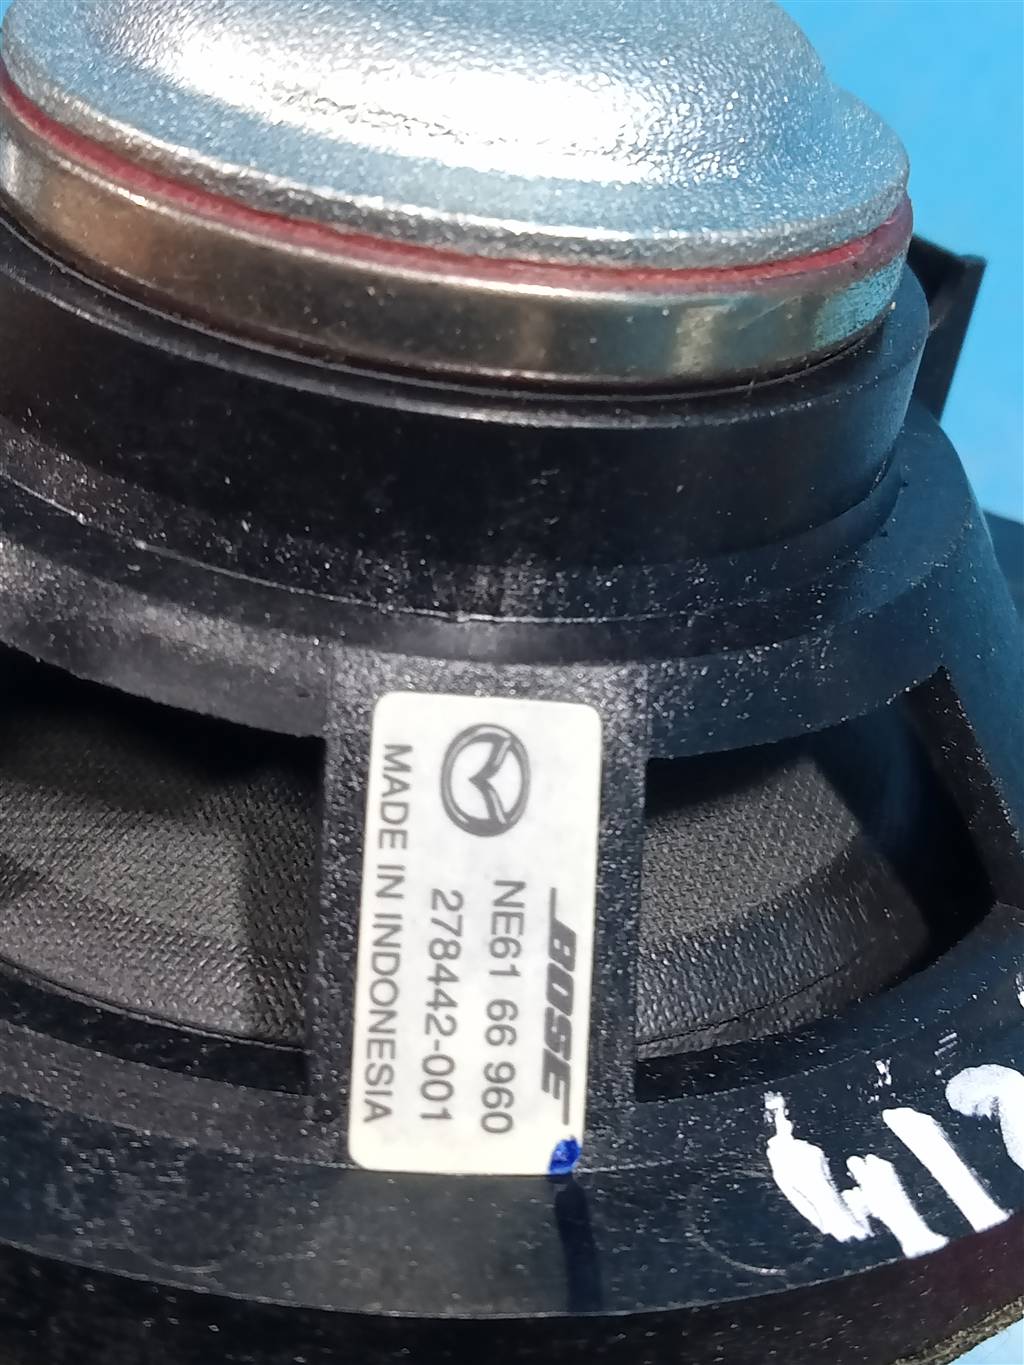 BOSE
NE61 66 960
278442-001
MADE IN INDONESIA